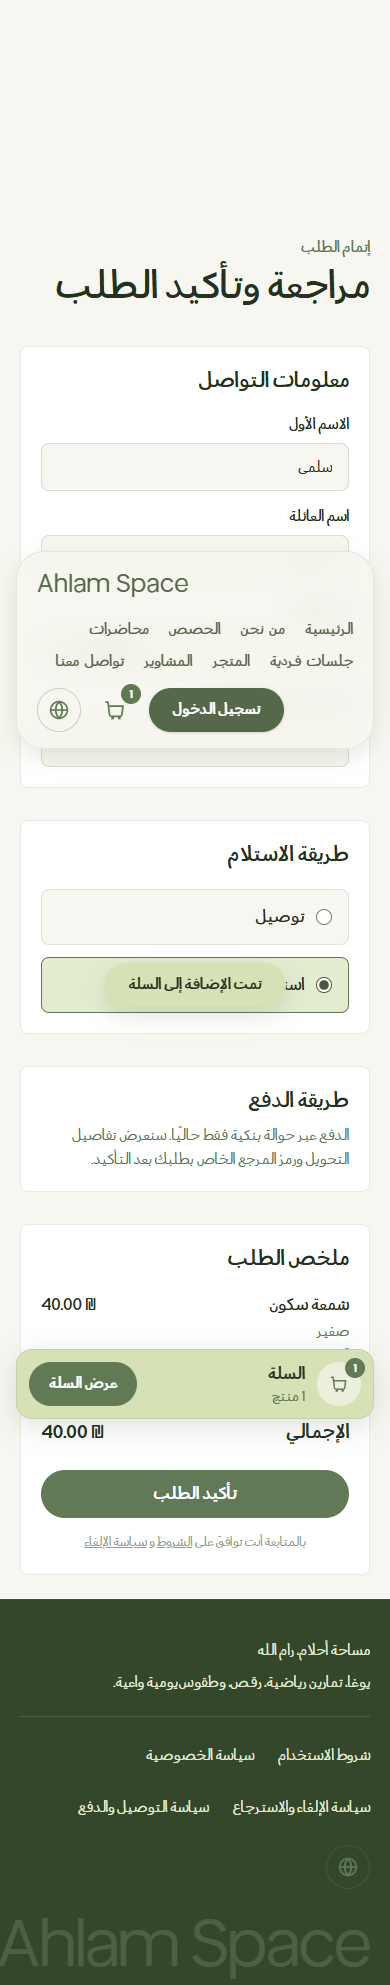 إتمام الطلب
مراجعة وتأكيد الطلب
معلومات التواصل
الاسم الأول
سلمى
اسم العائلة
Ahlam Space
الرئيسية من نحن الحصص محاضرات
جلسات فردية المتجر المشاوير تواصل معنا
تسجيل الدخول
1
طريقة الاستلام
توصيل
تمت الإضافة إلى السلة
طريقة الدفع
الدفع عبر حوالة بنكية فقط حاليًا. سنعرض تفاصيل
التحويل ورمز المرجع الخاص بطلبك بعد التأكيد.
ملخص الطلب
شمعة سكون
40.00 ₪
صغير
1
السلة
1 منتج
عرض السلة
الإجمالي
40.00 ₪
تأكيد الطلب
بالمتابعة أنت توافق على الشروط و سياسة الإلغاء
مساحة أحلام، رام الله
يوغا، تمارين رياضية، رقص، وطقوس يومية واعية.
شروط الاستخدام سياسة الخصوصية
سياسة الإلغاء والاسترجاع سياسة التوصيل والدفع
Ahlam Space